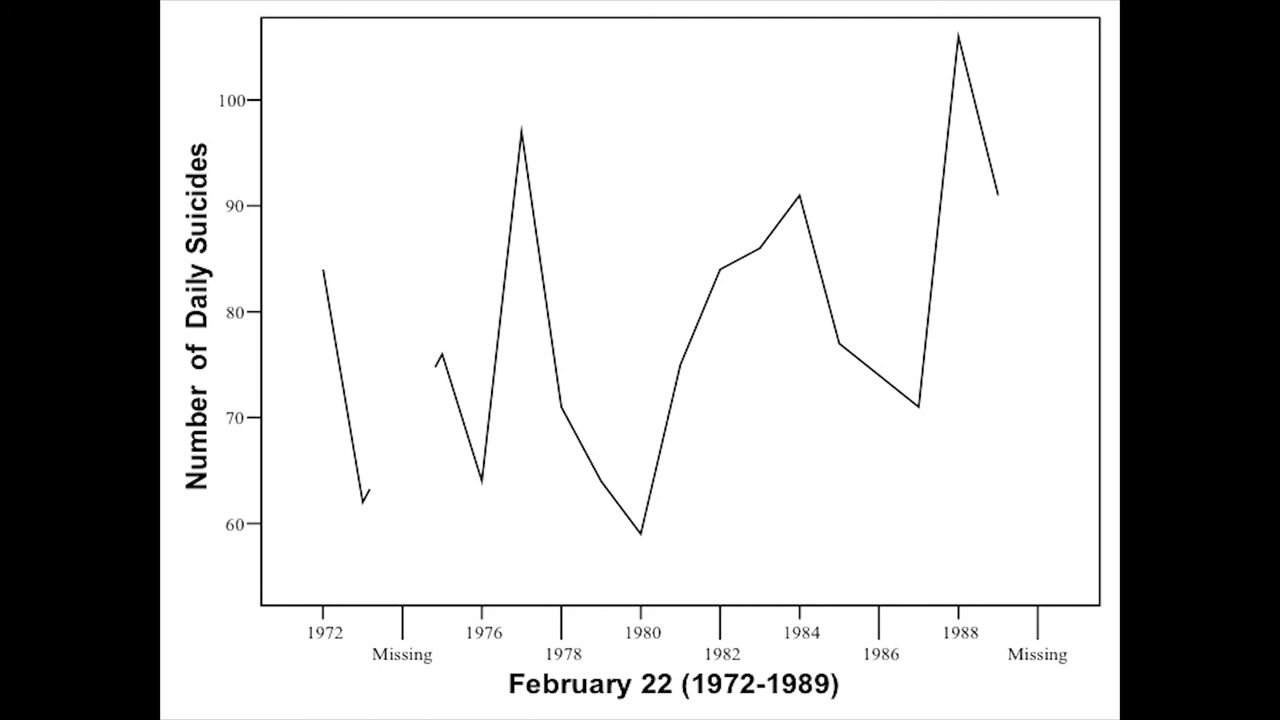 Number of Daily Suicides
100
90
80
70
60
1972 1976 1980 1984 1988
Missing 1978 1982 1986 Missing
February 22 (1972-1989)